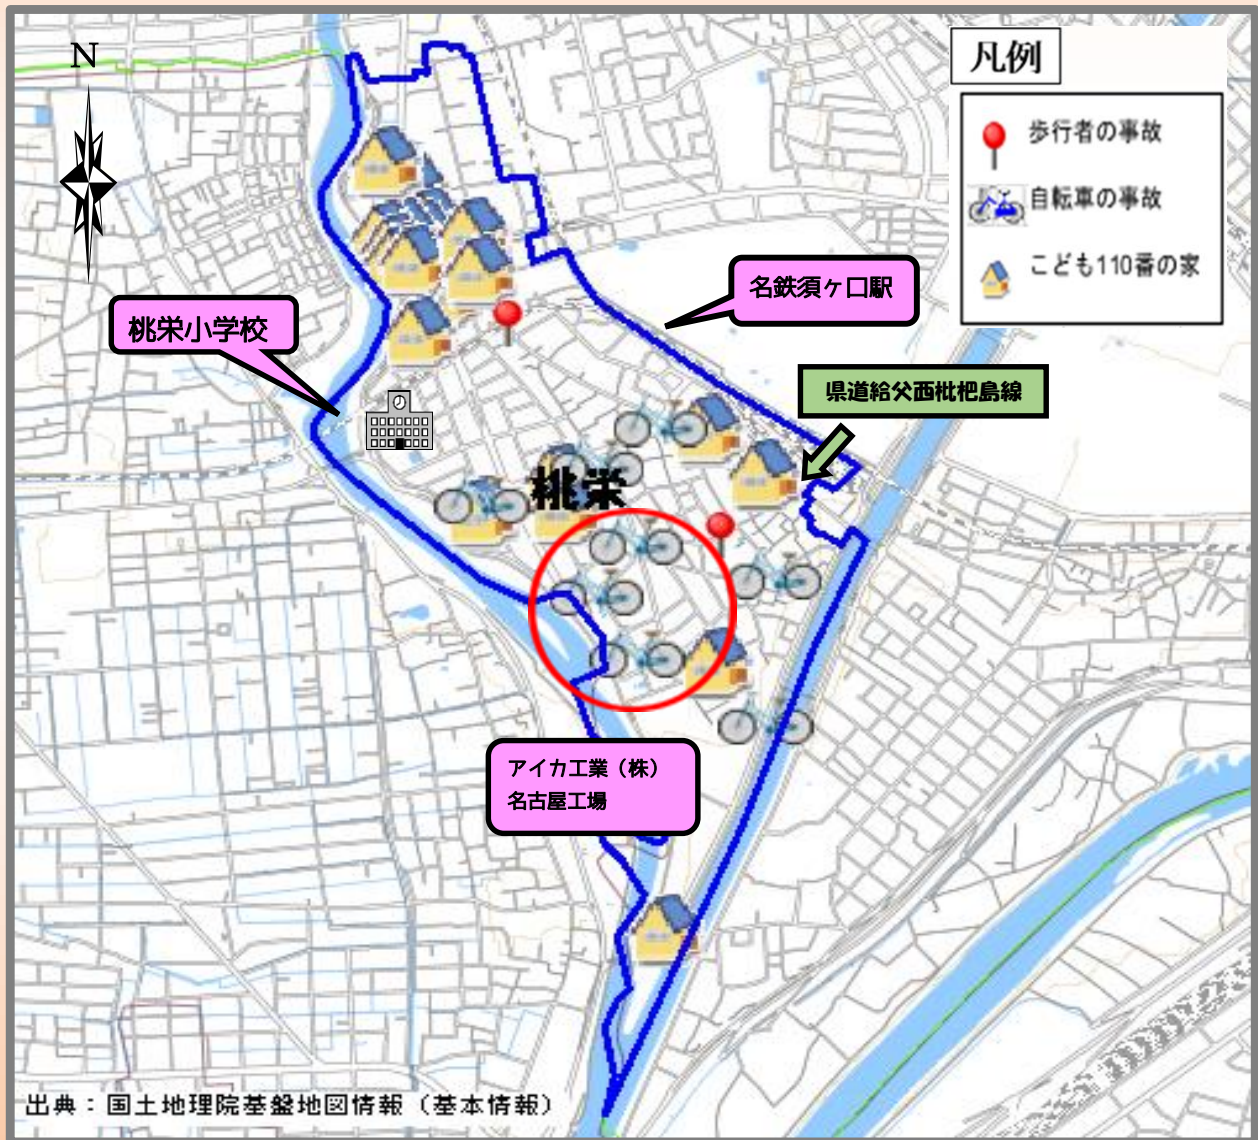 N
凡例
歩行者の事故
自転車の事故
こども110番の家
名鉄須ヶ口駅
桃栄小学校
県道給父西枇杷島線
桃栄
アイカ工業（株）
名古屋工場
出典：国土地理院基盤地図情報（基本情報）